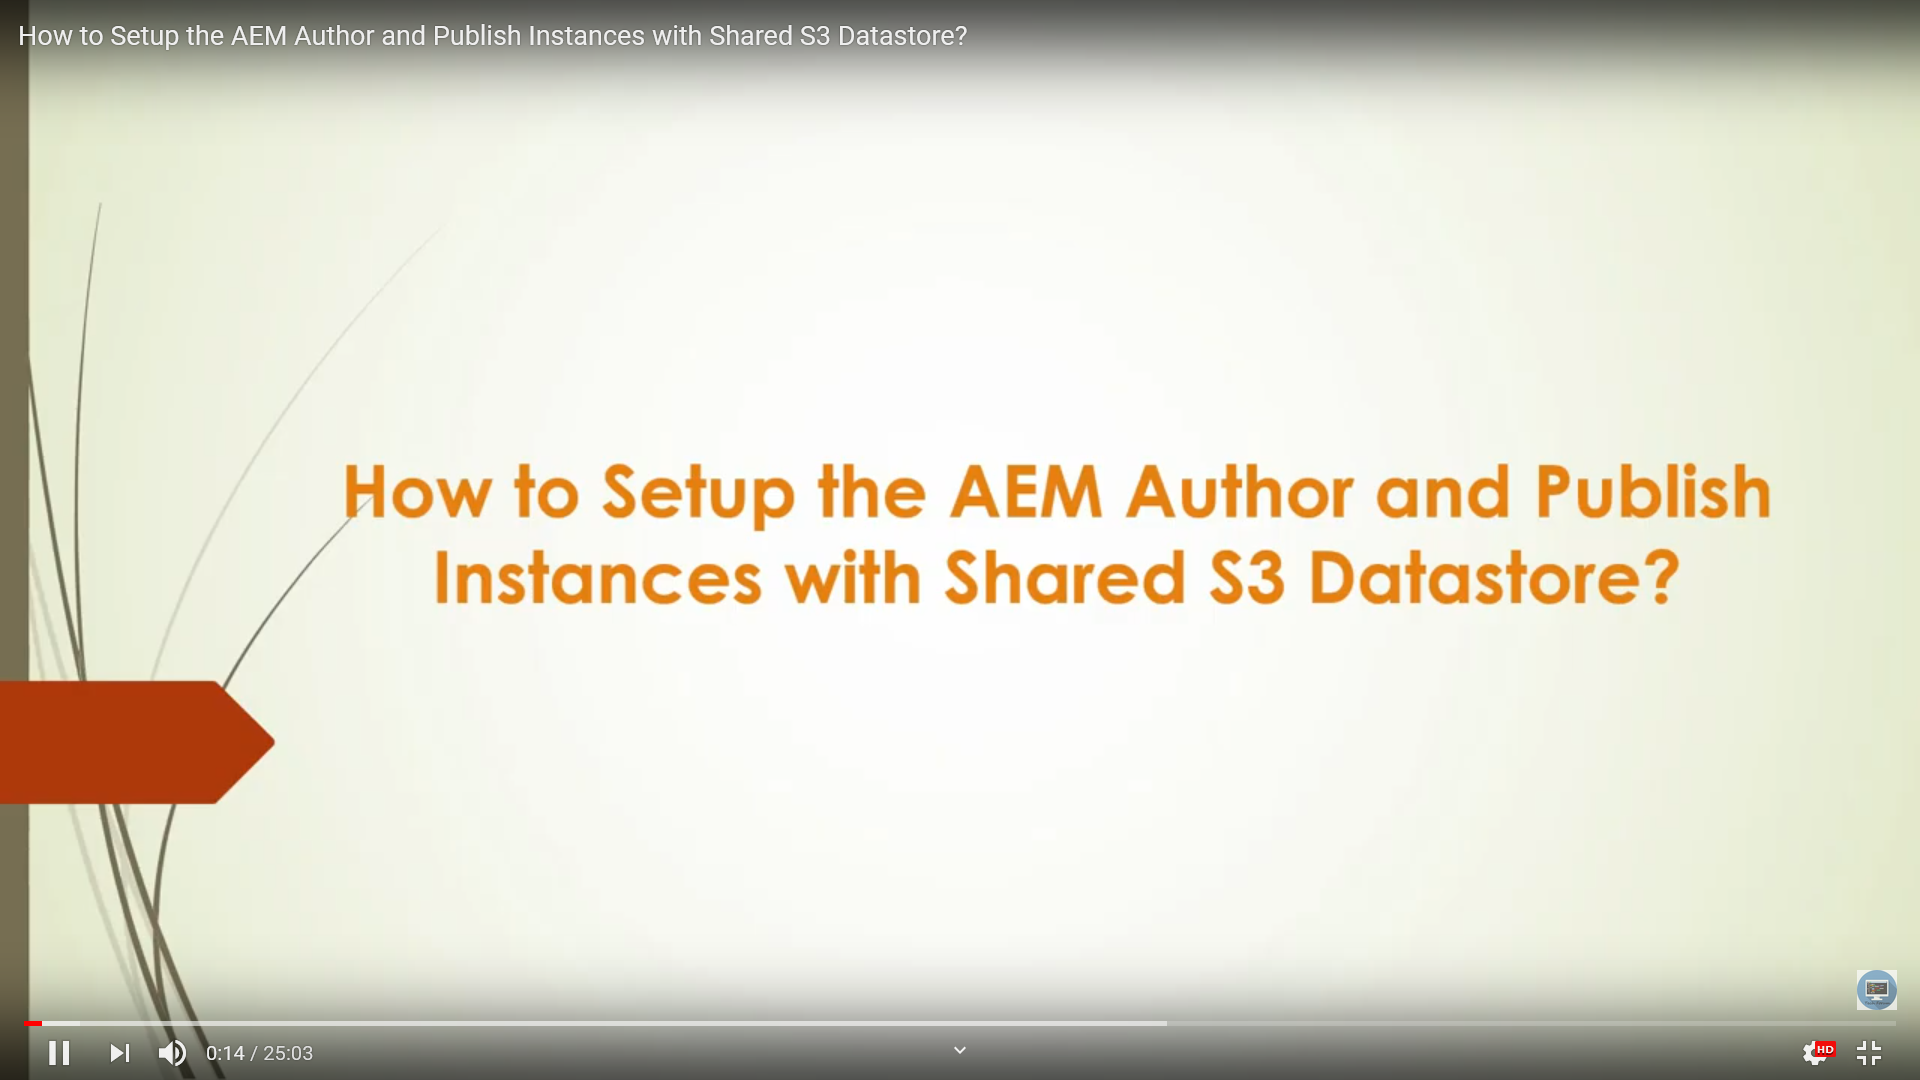 How to Setup the AEM Author and Publish Instances with Shared S3 Datastore?
How to Setup the AEM Author and Publish
Instances with Shared S3 Datastore?
0:14 / 25:03
HD